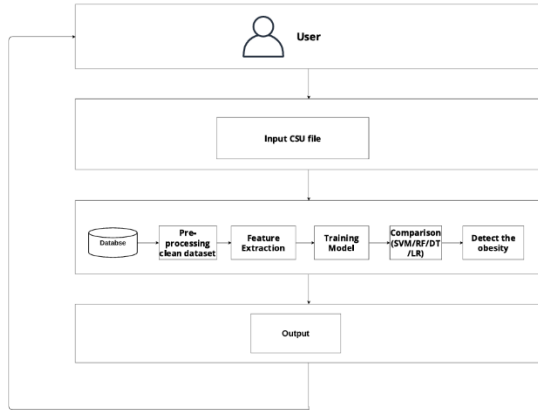 User
Input CSU file
Databse
Pre-
processing
clean dataset
Feature
Extraction
Training
Model
Comparison
(SVM/RF/DT
/LR)
Detect the
obesity
Output